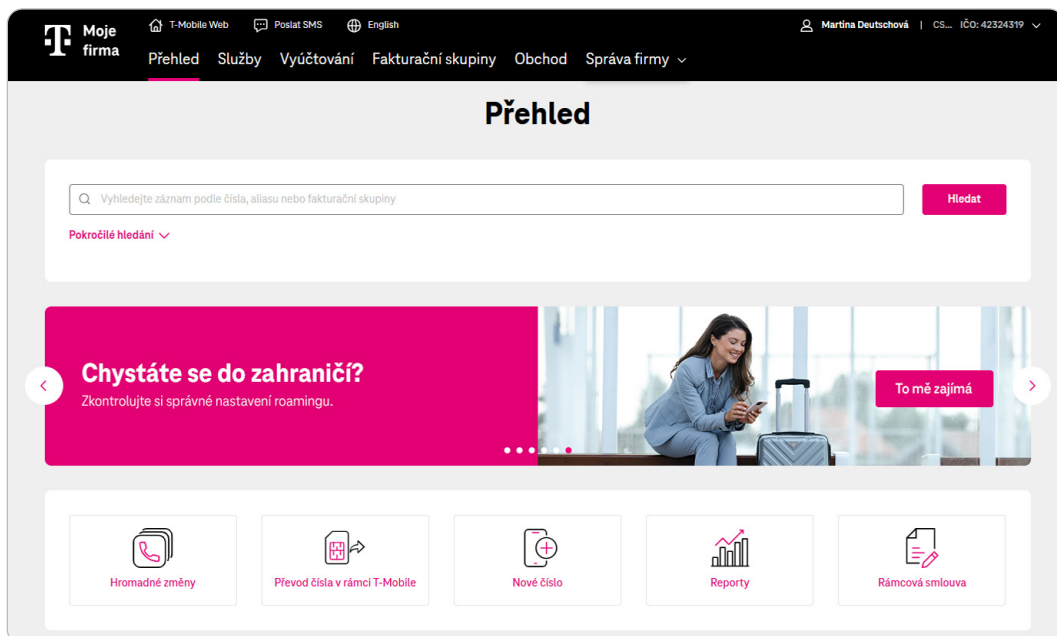 Moje firma
T-Mobile Web
Poslat SMS
English
Martina Deutschová | CS... IČO: 42324319
Přehled
Služby
Vyúčtování
Fakturační skupiny
Obchod
Správa firmy
Přehled
Vyhledejte záznam podle čísla, aliasu nebo fakturační skupiny
Hledat
Pokročilé hledání
Chystáte se do zahraničí?
Zkontrolujte si správné nastavení roamingu.
To mě zajímá
Hromadné změny
Převod čísla v rámci T-Mobile
Nové číslo
Reporty
Rámcová smlouva